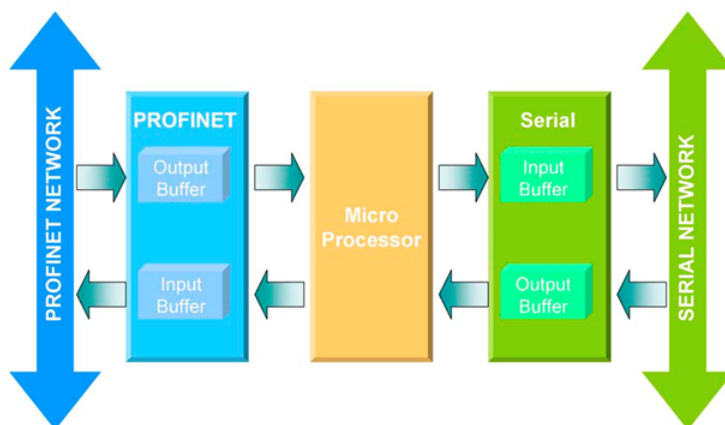 PROFINET NETWORK
PROFINET
Output
Buffer
Input
Buffer
Micro
Processor
Serial
Input
Buffer
Output
Buffer
SERIAL NETWORK